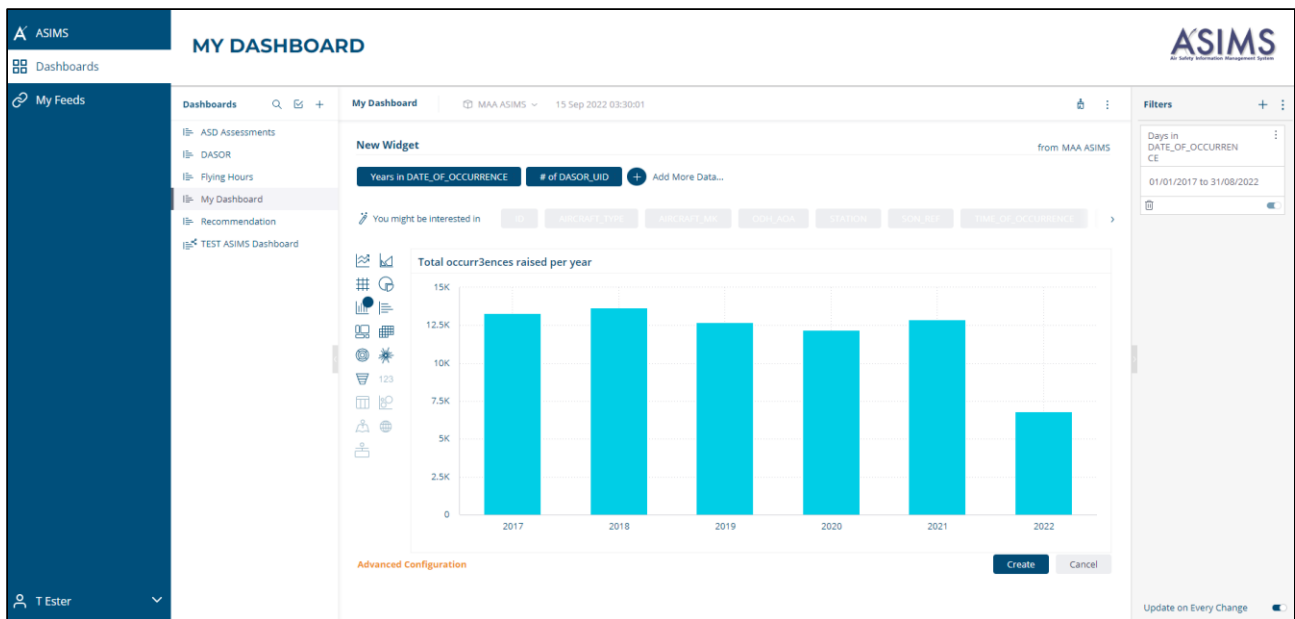 ASIMS
Dashboards
My Feeds
T Ester
MY DASHBOARD
ASIMS
Air Safety Information Management System
Dashboards
ASD Assessments
DASOR
Flying Hours
My Dashboard
Recommendation
TEST ASIMS Dashboard
My Dashboard
MAA ASIMS
15 Sep 2022 03:30:01
New Widget
from MAA ASIMS
Years in DATE_OF_OCCURRENCE
# of DASOR_UID
+ Add More Data...
You might be interested in
ID
AIRCRAFT_TYPE
AIRCRAFT_MK
ODH_AOA
STATION
SON_REF
TIME_OF_OCCURRENCE
123
Total occurr3ences raised per year
15K
12.5K
10K
7.5K
5K
2.5K
0
2017 2018 2019 2020 2021 2022
Advanced Configuration
Create
Cancel
Filters
Days in
DATE_OF_OCCURREN
CE
01/01/2017 to 31/08/2022
Update on Every Change